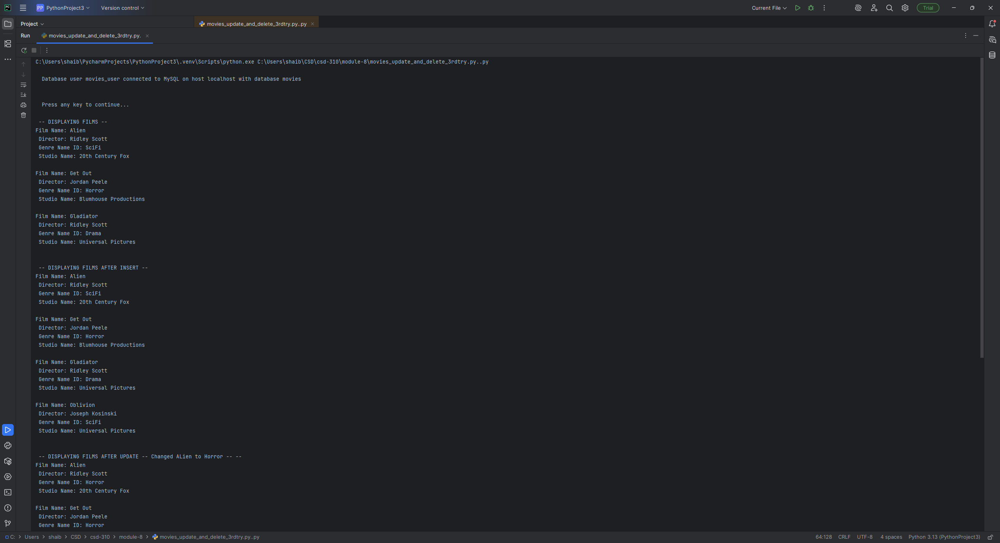 PC PP PythonProject3 Version control Current File Trial
Project movies_update_and_delete_3rdtry.py..py
Run movies_update_and_delete_3rdtry.py.
C:\Users\shaib\PycharmProjects\PythonProject3\.venv\Scripts\python.exe C:\Users\shaib\CSD\csd-310\module-8\movies_update_and_delete_3rdtry.py..py
Database user movies_user connected to MySQL on host localhost with database movies
Press any key to continue...
-- DISPLAYING FILMS --
Film Name: Alien
Director: Ridley Scott
Genre Name ID: SciFi
Studio Name: 20th Century Fox
Film Name: Get Out
Director: Jordan Peele
Genre Name ID: Horror
Studio Name: Blumhouse Productions
Film Name: Gladiator
Director: Ridley Scott
Genre Name ID: Drama
Studio Name: Universal Pictures
-- DISPLAYING FILMS AFTER INSERT --
Film Name: Alien
Director: Ridley Scott
Genre Name ID: SciFi
Studio Name: 20th Century Fox
Film Name: Get Out
Director: Jordan Peele
Genre Name ID: Horror
Studio Name: Blumhouse Productions
Film Name: Gladiator
Director: Ridley Scott
Genre Name ID: Drama
Studio Name: Universal Pictures
Film Name: Oblivion
Director: Joseph Kosinski
Genre Name ID: SciFi
Studio Name: Universal Pictures
-- DISPLAYING FILMS AFTER UPDATE -- Changed ALien to Horror -- --
Film Name: Alien
Director: Ridley Scott
Genre Name ID: Horror
Studio Name: 20th Century Fox
Film Name: Get Out
Director: Jordan Peele
Genre Name ID: Horror
C: > Users > shaib > CSD > csd-310 > module-8 > movies_update_and_delete_3rdtry.py..py 64:128 CRLF UTF-8 4 spaces Python 3.13 (PythonProject3)